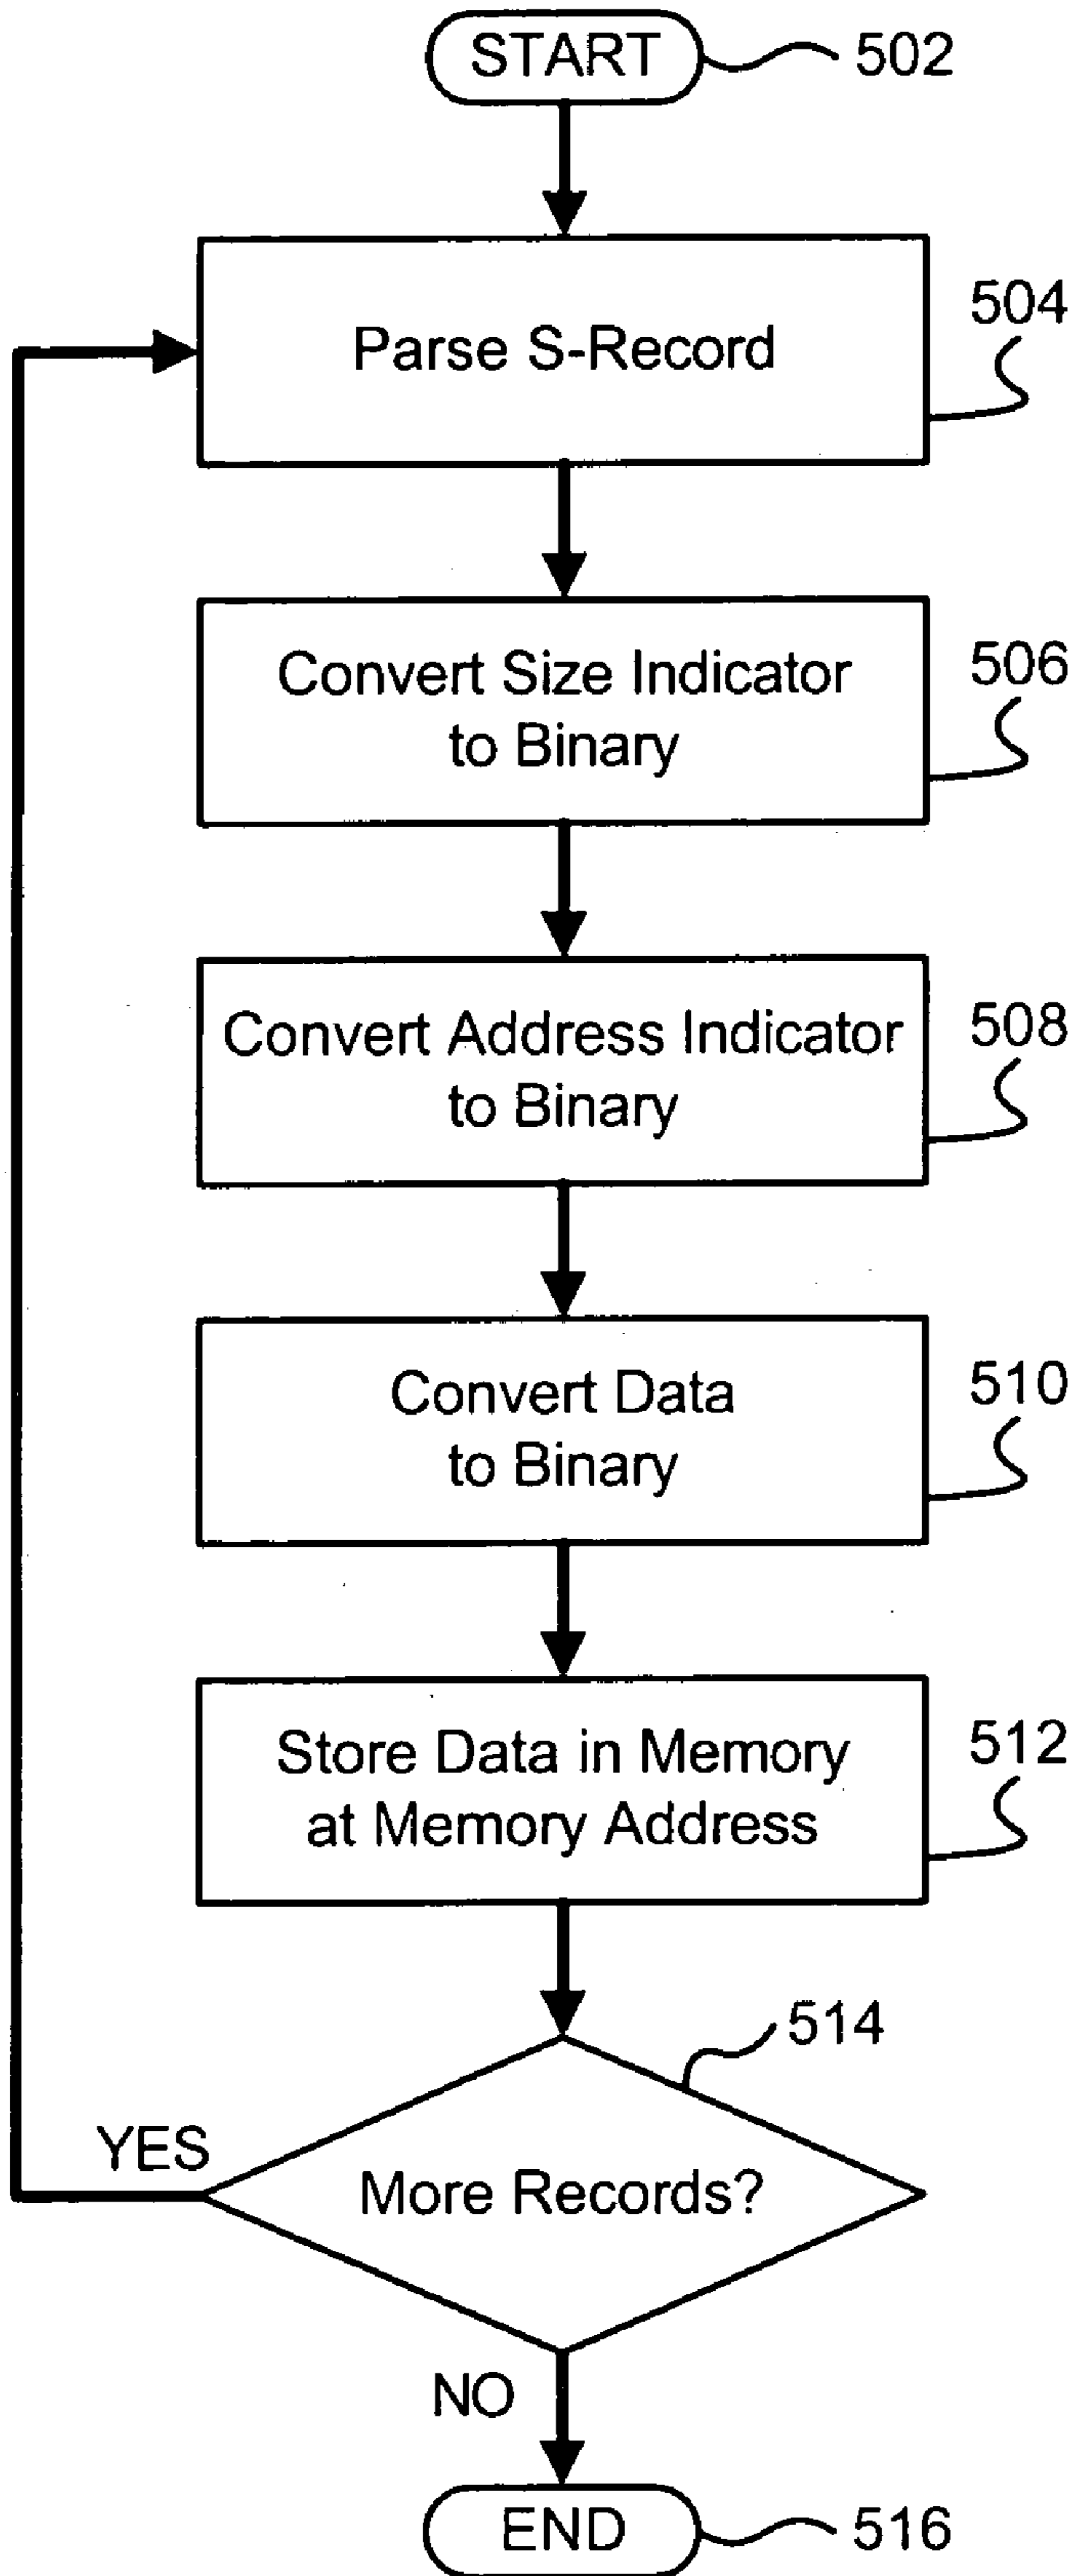 START
502
Parse S-Record
504
Convert Size Indicator
to Binary
506
Convert Address Indicator
to Binary
508
Convert Data
to Binary
510
Store Data in Memory
at Memory Address
512
514
YES
More Records?
NO
END
516